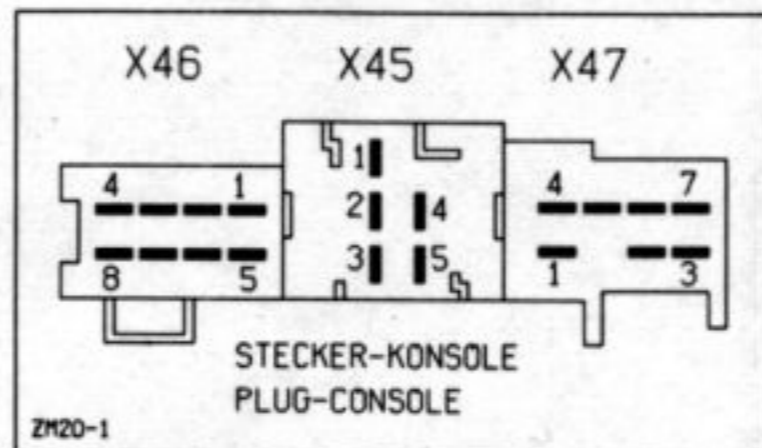 X46 X45 X47
1
4 1 2 4 4 7
8 5 3 5 1 3
STECKER-KONSOLE
PLUG-CONSOLE
ZM20-1